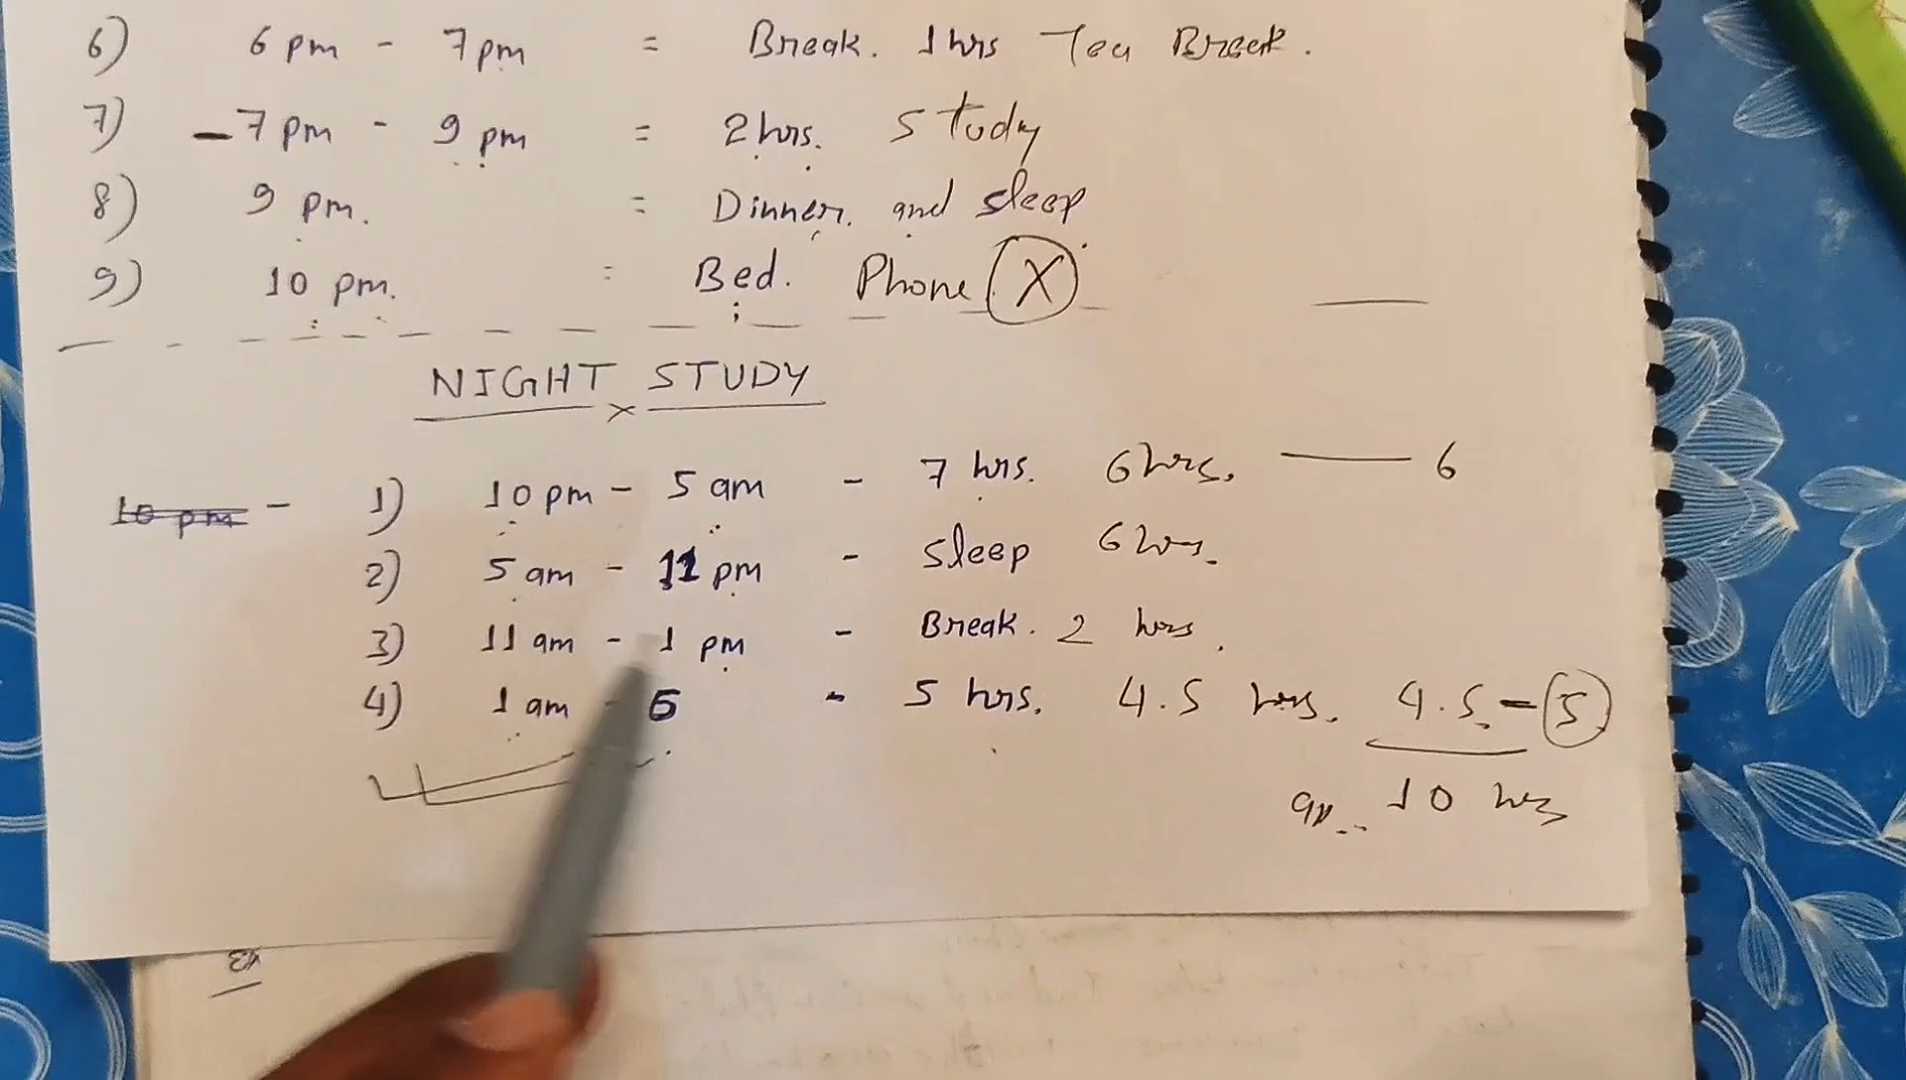 6) 6 pm - 7 pm = Break. 1 hrs Tea Break.
7) - 7 pm - 9 pm = 2 hrs. Study
8) 9 pm. = Dinner. and sleep
9) 10 pm. = Bed. Phone X
NIGHT x STUDY
10 pm - 1) 10 pm - 5 am - 7 hrs. 6 hrs. — 6
2) 5 am - 11 pm - sleep 6 hrs.
3) 11 am - 1 pm - Break. 2 hrs.
4) 1 am - 6 - 5 hrs. 4.5 hrs. 4.5 - 5
10 hrs